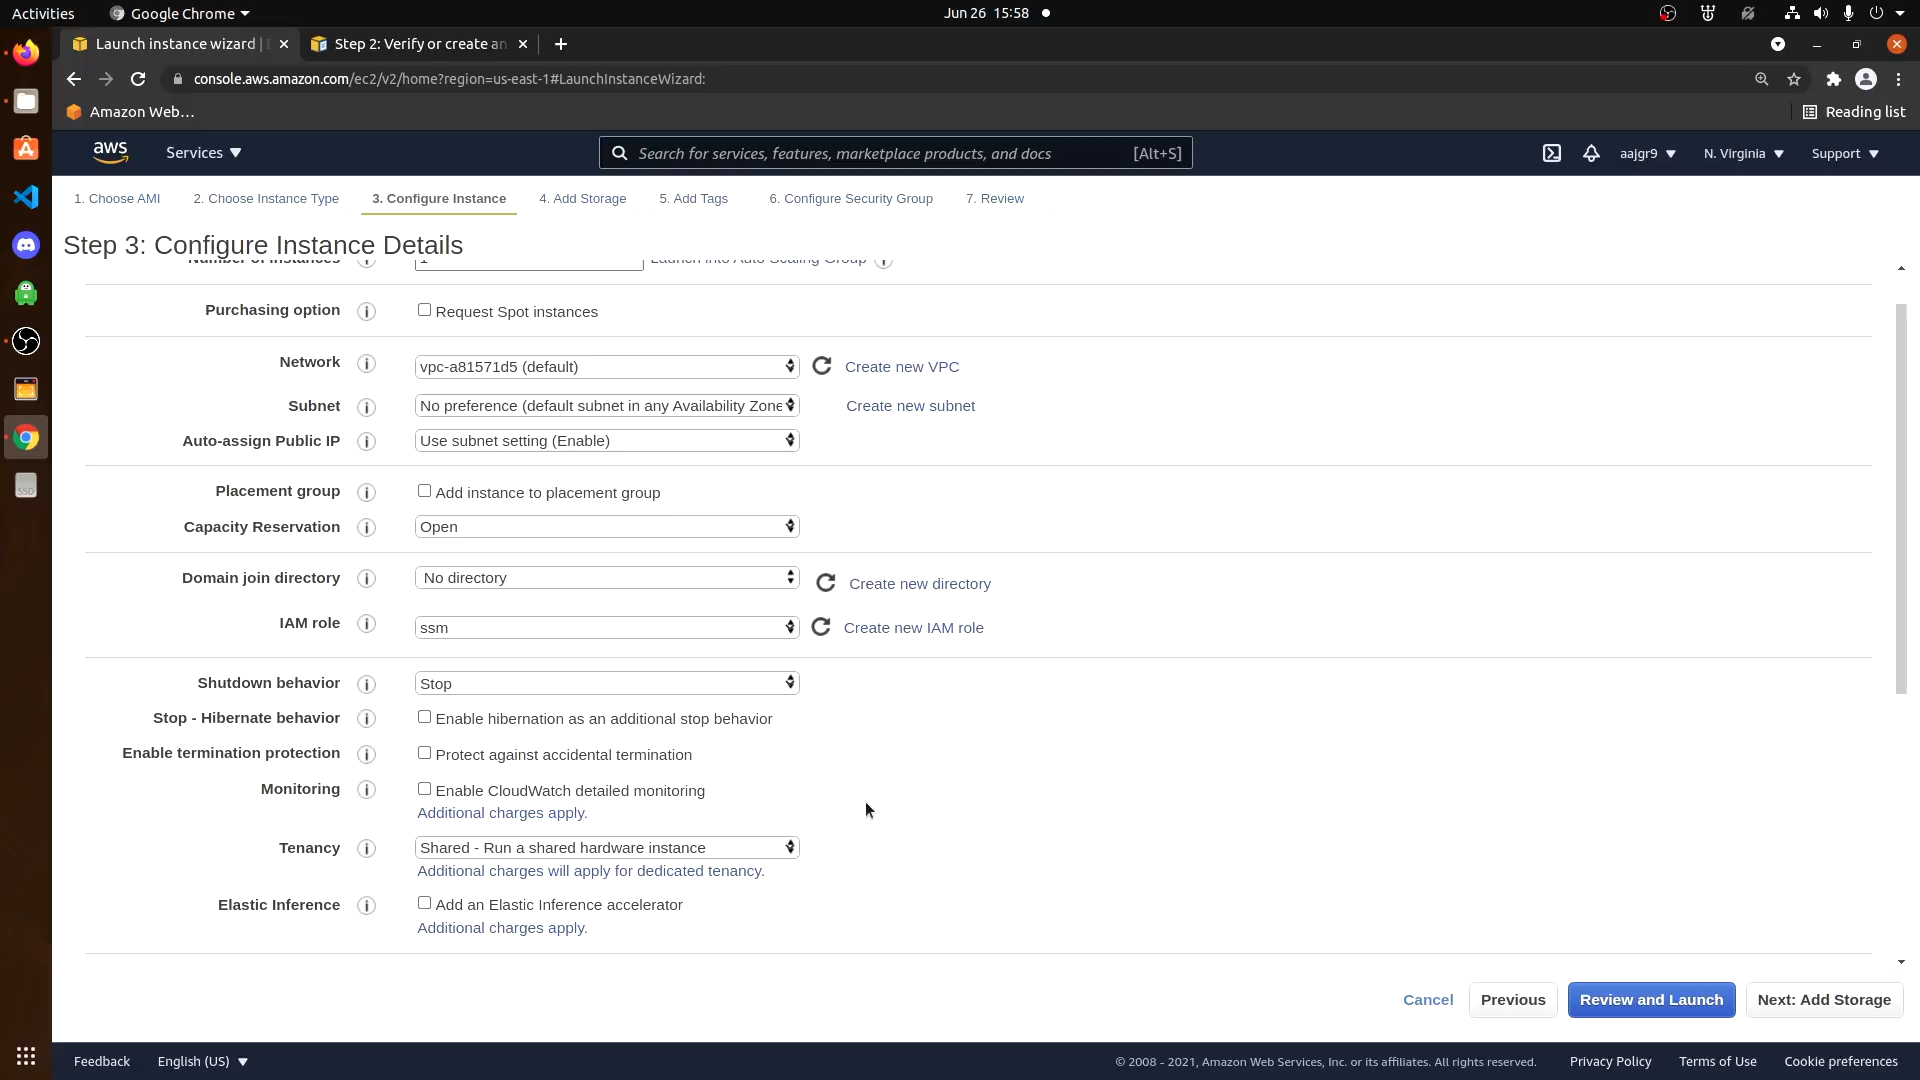 Activities
Google Chrome
Jun 26 15:58
Launch instance wizard |
Step 2: Verify or create an
console.aws.amazon.com/ec2/v2/home?region=us-east-1#LaunchInstanceWizard:
Amazon Web…
Reading list
aws
Services
Search for services, features, marketplace products, and docs
[Alt+S]
aajgr9
N. Virginia
Support
1. Choose AMI
2. Choose Instance Type
3. Configure Instance
4. Add Storage
5. Add Tags
6. Configure Security Group
7. Review
Step 3: Configure Instance Details
Number of instances
1
Launch into Auto Scaling Group
Purchasing option
Request Spot instances
Network
vpc-a81571d5 (default)
Create new VPC
Subnet
No preference (default subnet in any Availability Zone
Create new subnet
Auto-assign Public IP
Use subnet setting (Enable)
Placement group
Add instance to placement group
Capacity Reservation
Open
Domain join directory
No directory
Create new directory
IAM role
ssm
Create new IAM role
Shutdown behavior
Stop
Stop - Hibernate behavior
Enable hibernation as an additional stop behavior
Enable termination protection
Protect against accidental termination
Monitoring
Enable CloudWatch detailed monitoring
Additional charges apply.
Tenancy
Shared - Run a shared hardware instance
Additional charges will apply for dedicated tenancy.
Elastic Inference
Add an Elastic Inference accelerator
Additional charges apply.
Cancel
Previous
Review and Launch
Next: Add Storage
SSD
Feedback
English (US)
© 2008 - 2021, Amazon Web Services, Inc. or its affiliates. All rights reserved.
Privacy Policy
Terms of Use
Cookie preferences